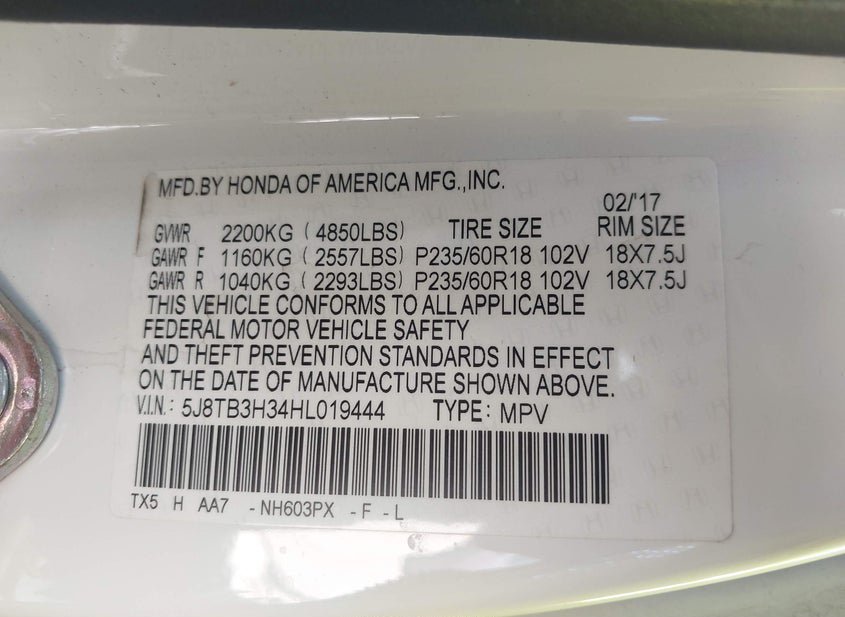 MFD.BY HONDA OF AMERICA MFG.,INC.
02/'17
GVWR 2200KG ( 4850LBS) TIRE SIZE RIM SIZE
GAWR F 1160KG ( 2557LBS) P235/60R18 102V 18X7.5J
GAWR R 1040KG ( 2293LBS) P235/60R18 102V 18X7.5J
THIS VEHICLE CONFORMS TO ALL APPLICABLE
FEDERAL MOTOR VEHICLE SAFETY
AND THEFT PREVENTION STANDARDS IN EFFECT
ON THE DATE OF MANUFACTURE SHOWN ABOVE.
V.I.N.: 5J8TB3H34HL019444 TYPE: MPV
TX5 H AA7 -NH603PX -F -L